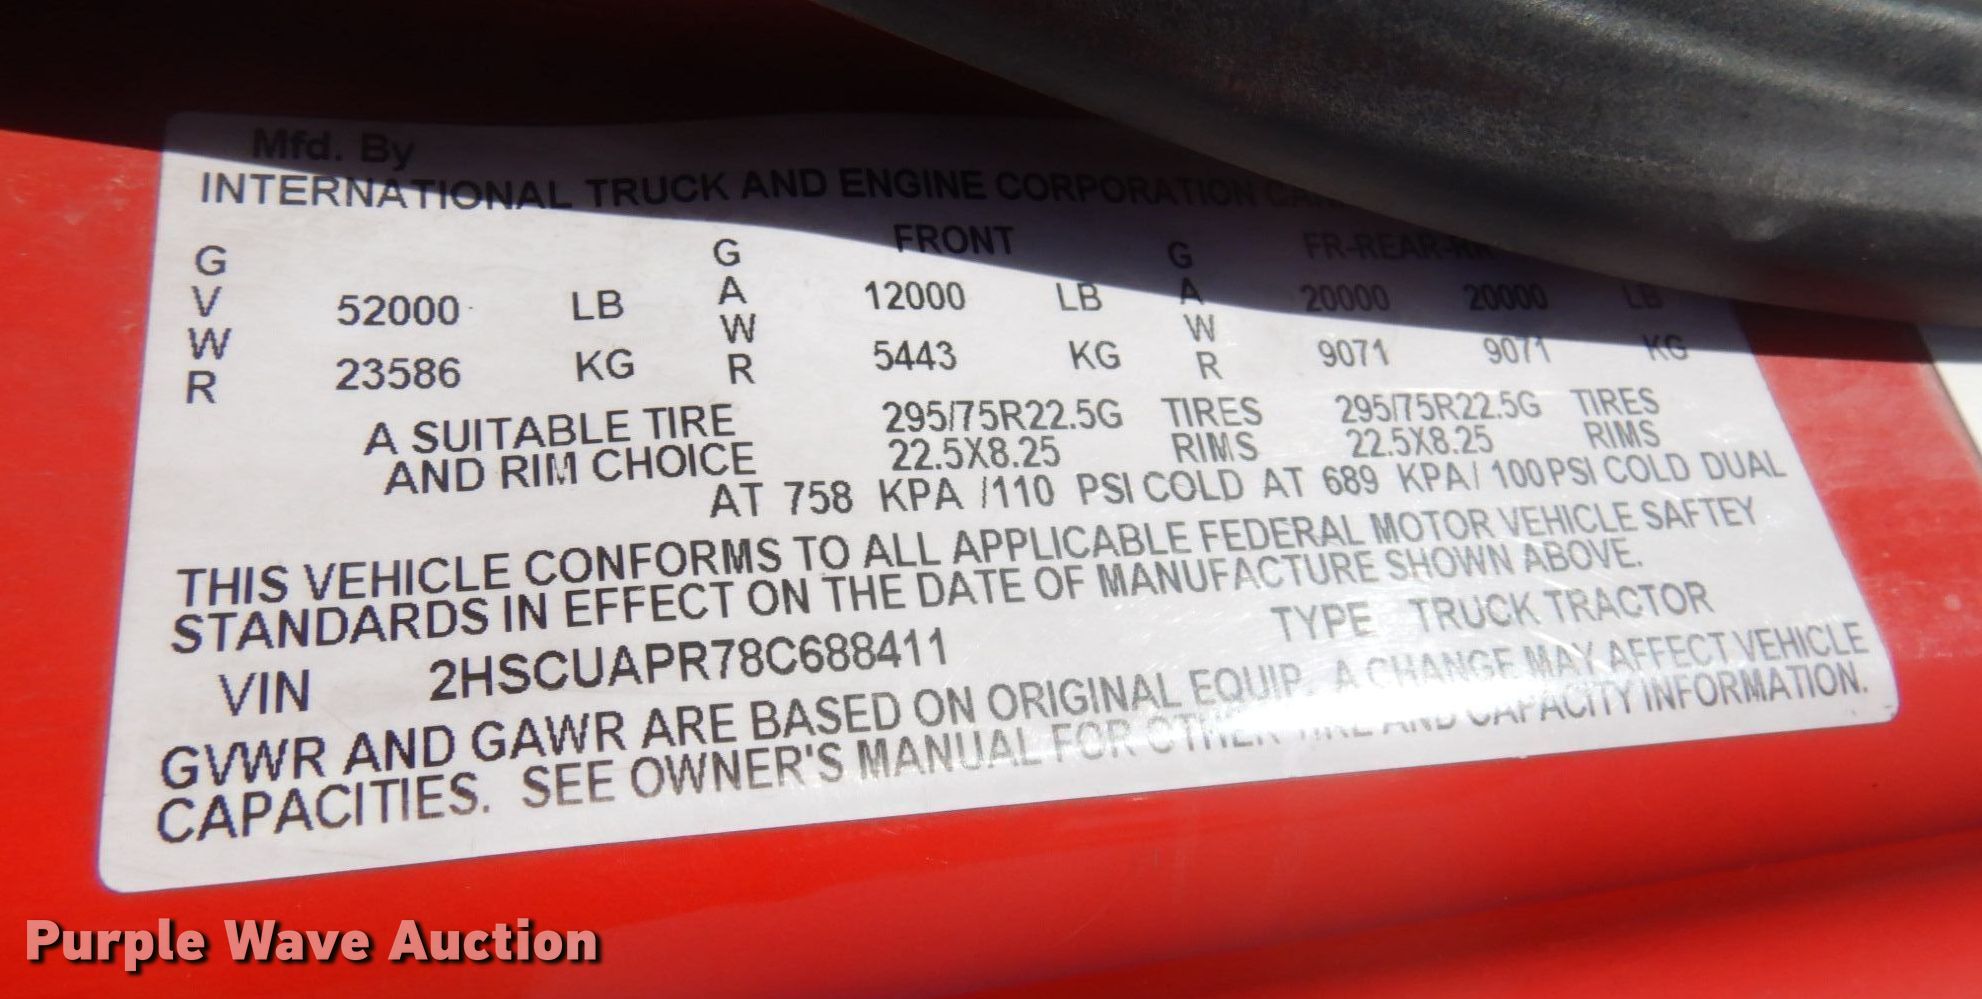 Mfd. By
INTERNATIONAL TRUCK AND ENGINE CORPORATION
G V W R 52000 LB 23586 KG
G A W R FRONT 12000 LB 5443 KG
G A W R FR-REAR-RR 20000 20000 LB 9071 9071 KG
A SUITABLE TIRE 295/75R22.5G TIRES 295/75R22.5G TIRES
AND RIM CHOICE 22.5X8.25 RIMS 22.5X8.25 RIMS
AT 758 KPA /110 PSI COLD AT 689 KPA/ 100PSI COLD DUAL
THIS VEHICLE CONFORMS TO ALL APPLICABLE FEDERAL MOTOR VEHICLE SAFTEY
STANDARDS IN EFFECT ON THE DATE OF MANUFACTURE SHOWN ABOVE.
VIN 2HSCUAPR78C688411 TYPE TRUCK TRACTOR
GVWR AND GAWR ARE BASED ON ORIGINAL EQUIP. A CHANGE MAY AFFECT VEHICLE
CAPACITIES. SEE OWNER'S MANUAL FOR OTHER TIRE AND CAPACITY INFORMATION.
Purple Wave Auction